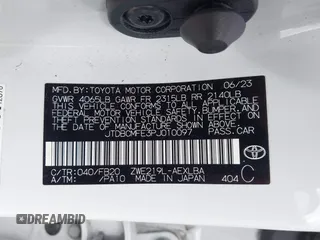 MFD.BY:TOYOTA MOTOR CORPORATION 06/23
GVWR 4065LB GAWR FR 2315LB RR 2140LB
THIS VEHICLE CONFORMS TO ALL APPLICABLE
FEDERAL MOTOR VEHICLE SAFETY, BUMPER, AND
THEFT PREVENTION STANDARDS IN EFFECT ON
THE DATE OF MANUFACTURE SHOWN ABOVE.
PASS.CAR
C/TR:040/FB20 ZWE219L-AEXLBA
A/TM: /PA10 MADE IN JAPAN 404 C
TOYOTA
DREAMBID